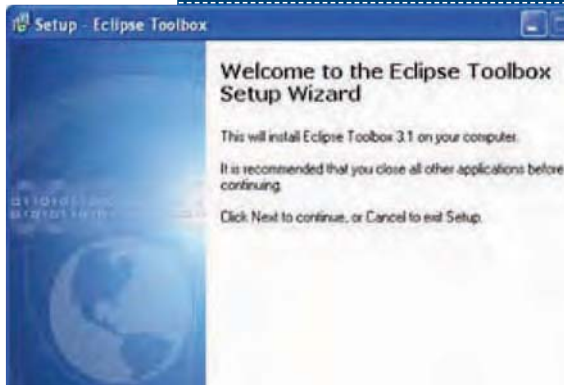 Setup - Eclipse Toolbox
Welcome to the Eclipse Toolbox
Setup Wizard
This will install Eclipse Toolbox 3.1 on your computer.
It is recommended that you close all other applications before
continuing.
Click Next to continue, or Cancel to exit Setup.